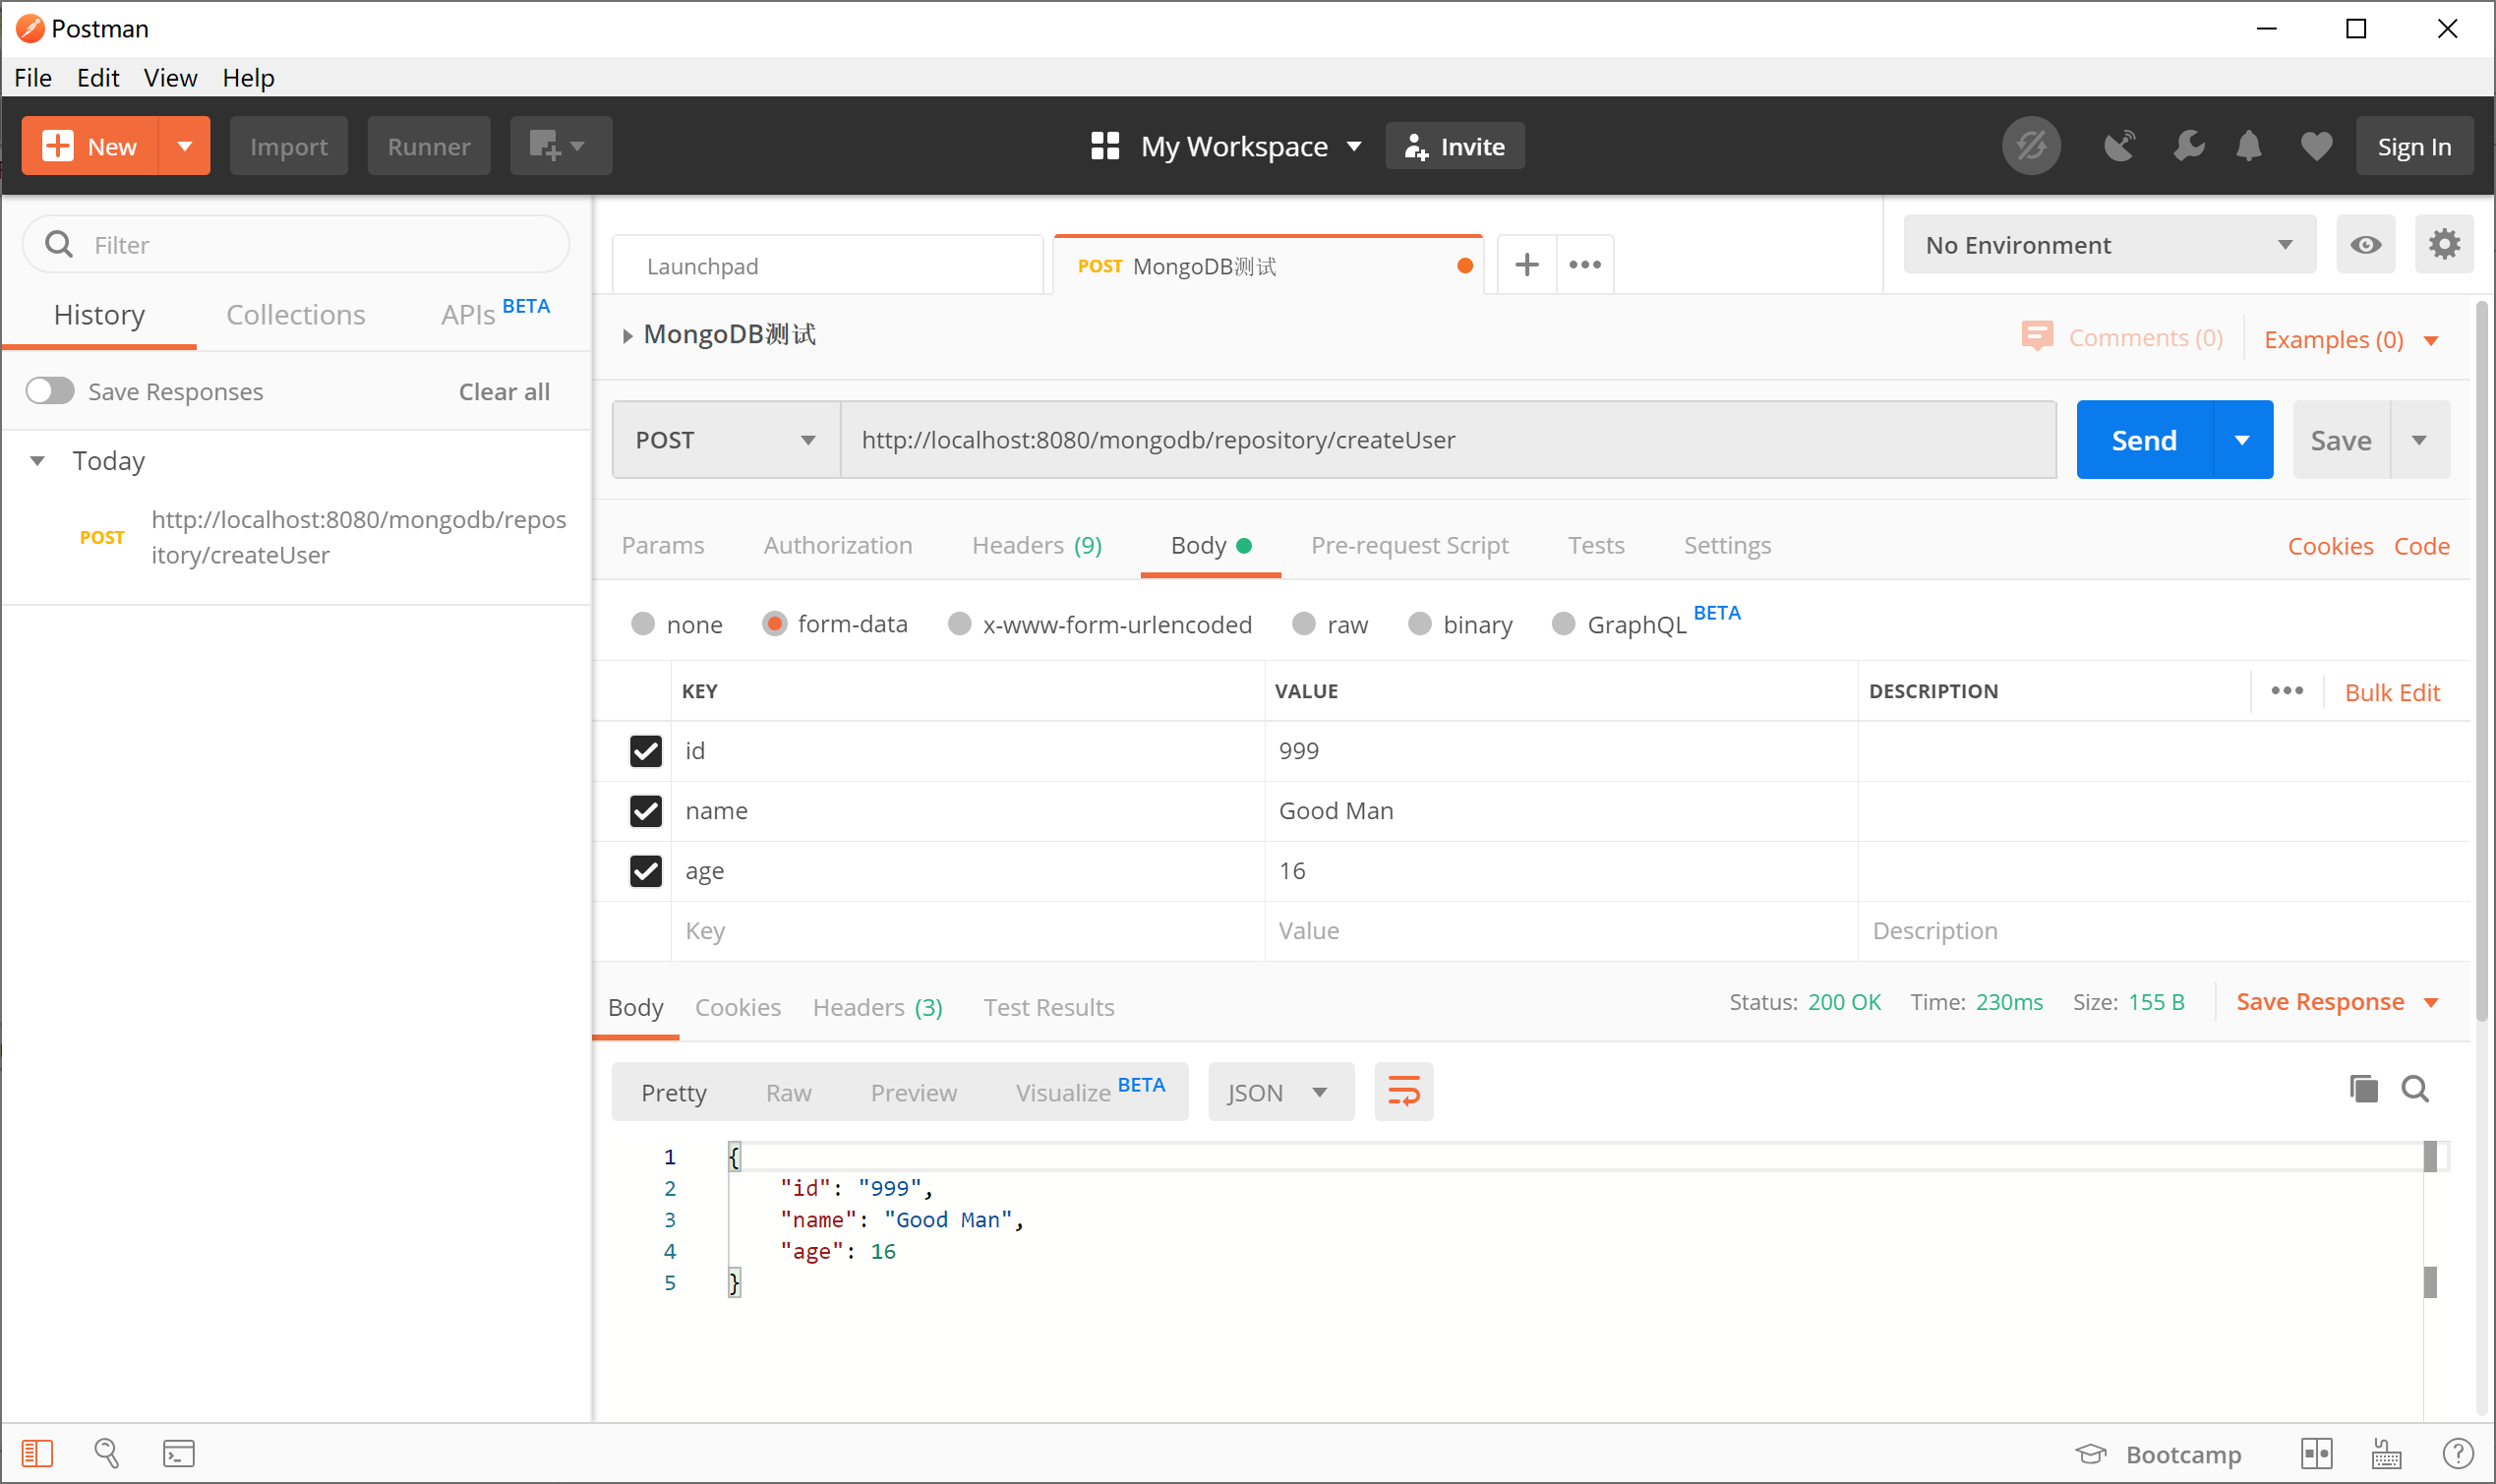 Postman
File Edit View Help
New Import Runner My Workspace Invite Sign In
Filter
History Collections APIs BETA
Save Responses Clear all
Today
POST http://localhost:8080/mongodb/repos
itory/createUser
Launchpad POST MongoDB测试 No Environment
MongoDB测试 Comments (0) Examples (0)
POST http://localhost:8080/mongodb/repository/createUser Send Save
Params Authorization Headers (9) Body Pre-request Script Tests Settings Cookies Code
none form-data x-www-form-urlencoded raw binary GraphQL BETA
KEY VALUE DESCRIPTION Bulk Edit
id 999
name Good Man
age 16
Key Value Description
Body Cookies Headers (3) Test Results Status: 200 OK Time: 230ms Size: 155 B Save Response
Pretty Raw Preview Visualize BETA JSON
1 {
2 "id": "999",
3 "name": "Good Man",
4 "age": 16
5 }
Bootcamp